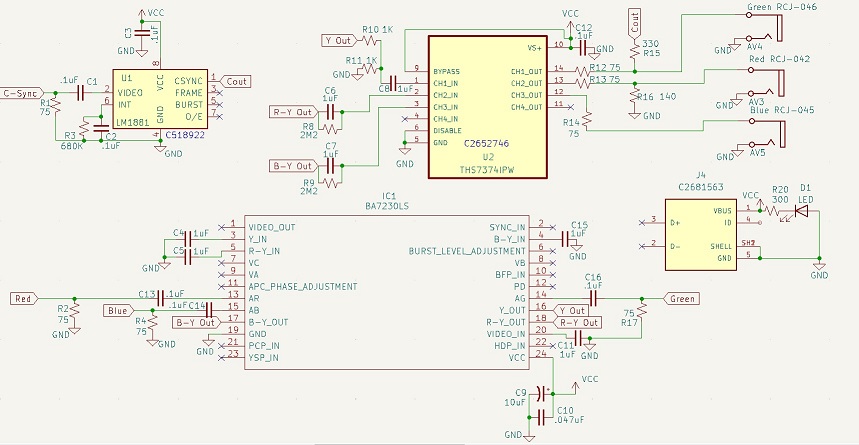 VCC
C3
.1uF
GND
C-Sync
.1uF
C1
R1
75
U1
VCC
8
2 VIDEO
6 INT
CSYNC 1
FRAME 3
BURST 5
O/E 7
GND
4
LM1881
C518922
Cout
R3
680K
C2
.1uF
GND
Y Out
R10 1K
R11 1K
GND
C8 .1uF
R-Y Out
C6
1uF
R8
2M2
B-Y Out
C7
1uF
R9
2M2
9 BYPASS
1 CH1_IN
2 CH2_IN
3 CH3_IN
4 CH4_IN
6 DISABLE
5 GND
GND
VS+ 10
CH1_OUT 14
CH2_OUT 13
CH3_OUT 12
CH4_OUT 11
C2652746
U2
THS7374IPW
VCC
C12
.1uF
GND
Cout
330
R15
R12 75
R13 75
R16 140
GND
R14
75
Green RCJ-046
GND
AV4
Red RCJ-042
GND
AV3
Blue RCJ-045
GND
AV5
J4
C2681563
3 D+
2 D-
VBUS 1
ID 4
SHELL SH2
GND 5
VCC
R20
300
D1
LED
GND
IC1
BA7230LS
C4 .1uF
C5 .1uF
GND
1 VIDEO_OUT
3 Y_IN
5 R-Y_IN
7 VC
9 VA
11 APC_PHASE_ADJUSTMENT
13 AR
15 AB
17 B-Y_OUT
19 GND
21 PCP_IN
23 YSP_IN
SYNC_IN 2
B-Y_IN 4
BURST_LEVEL_ADJUSTMENT 6
VB 8
BFP_IN 10
PD 12
AG 14
Y_OUT 16
R-Y_OUT 18
VIDEO_IN 20
HDP_IN 22
VCC 24
C15
1uF
GND
Red
R2
75
GND
C13 .1uF
Blue
.1uF C14
R4
75
GND
B-Y Out
GND
C16
.1uF
Green
Y Out
R-Y Out
75
R17
C11
1uF
GND
C9
10uF
VCC
C10
.047uF
GND